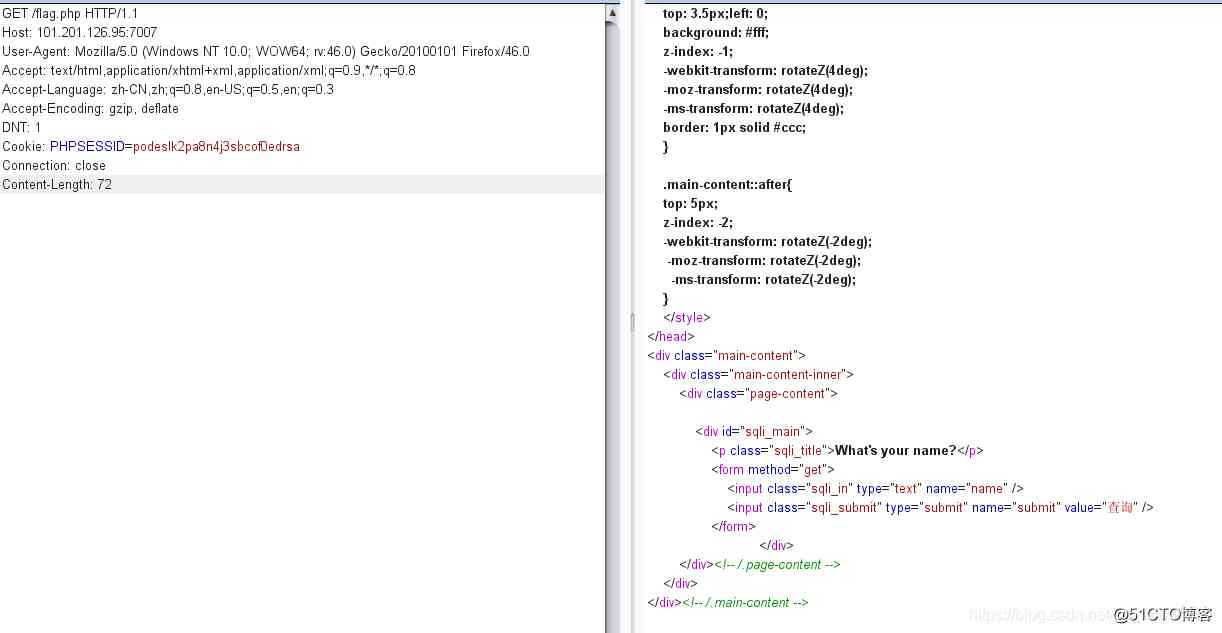 GET /flag.php HTTP/1.1
Host: 101.201.126.95:7007
User-Agent: Mozilla/5.0 (Windows NT 10.0; WOW64; rv:46.0) Gecko/20100101 Firefox/46.0
Accept: text/html,application/xhtml+xml,application/xml;q=0.9,*/*;q=0.8
Accept-Language: zh-CN,zh;q=0.8,en-US;q=0.5,en;q=0.3
Accept-Encoding: gzip, deflate
DNT: 1
Cookie: PHPSESSID=podeslk2pa8n4j3sbcof0edrsa
Connection: close
Content-Length: 72
top: 3.5px;left: 0;
background: #fff;
z-index: -1;
-webkit-transform: rotateZ(4deg);
-moz-transform: rotateZ(4deg);
-ms-transform: rotateZ(4deg);
border: 1px solid #ccc;
}
.main-content::after{
top: 5px;
z-index: -2;
-webkit-transform: rotateZ(-2deg);
-moz-transform: rotateZ(-2deg);
-ms-transform: rotateZ(-2deg);
}
</style>
</head>
<div class="main-content">
<div class="main-content-inner">
<div class="page-content">
<div id="sqli_main">
<p class="sqli_title">What's your name?</p>
<form method="get">
<input class="sqli_in" type="text" name="name" />
<input class="sqli_submit" type="submit" name="submit" value="查询" />
</form>
</div>
</div><!-- /.page-content -->
</div>
</div><!-- /.main-content -->
https://blog.csdn.net
@51CTO博客